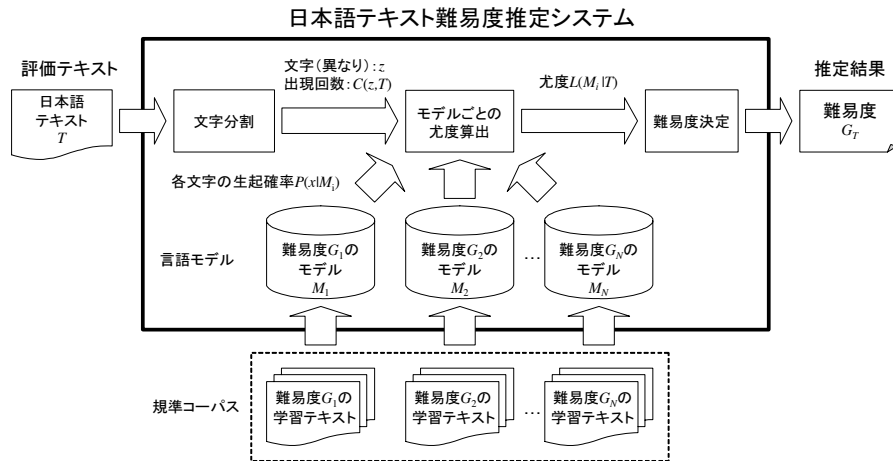 日本語テキスト難易度推定システム
評価テキスト
日本語
テキスト
T
文字分割
文字(異なり):z
出現回数:C(z,T)
モデルごとの
尤度算出
尤度L(Mi|T)
難易度決定
推定結果
難易度
GT
各文字の生起確率P(x|Mi)
言語モデル
難易度G1の
モデル
M1
難易度G2の
モデル
M2
…
難易度GNの
モデル
MN
規準コーパス
難易度G1の
学習テキスト
難易度G2の
学習テキスト
…
難易度GNの
学習テキスト